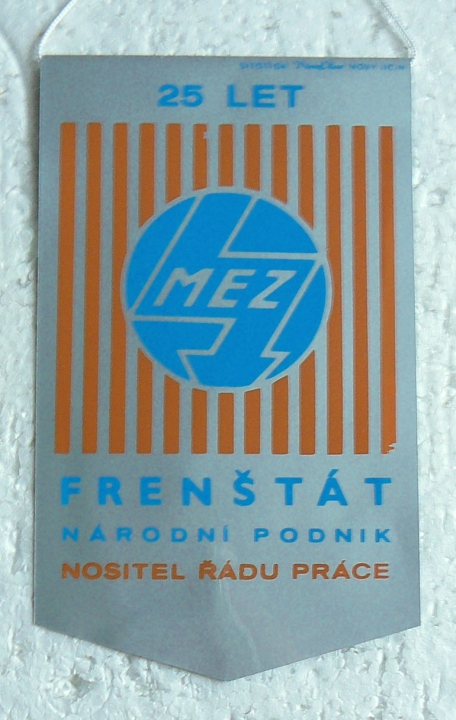 25 LET
MEZ
FRENŠTÁT
NÁRODNÍ PODNIK
NOSITEL ŘÁDU PRÁCE